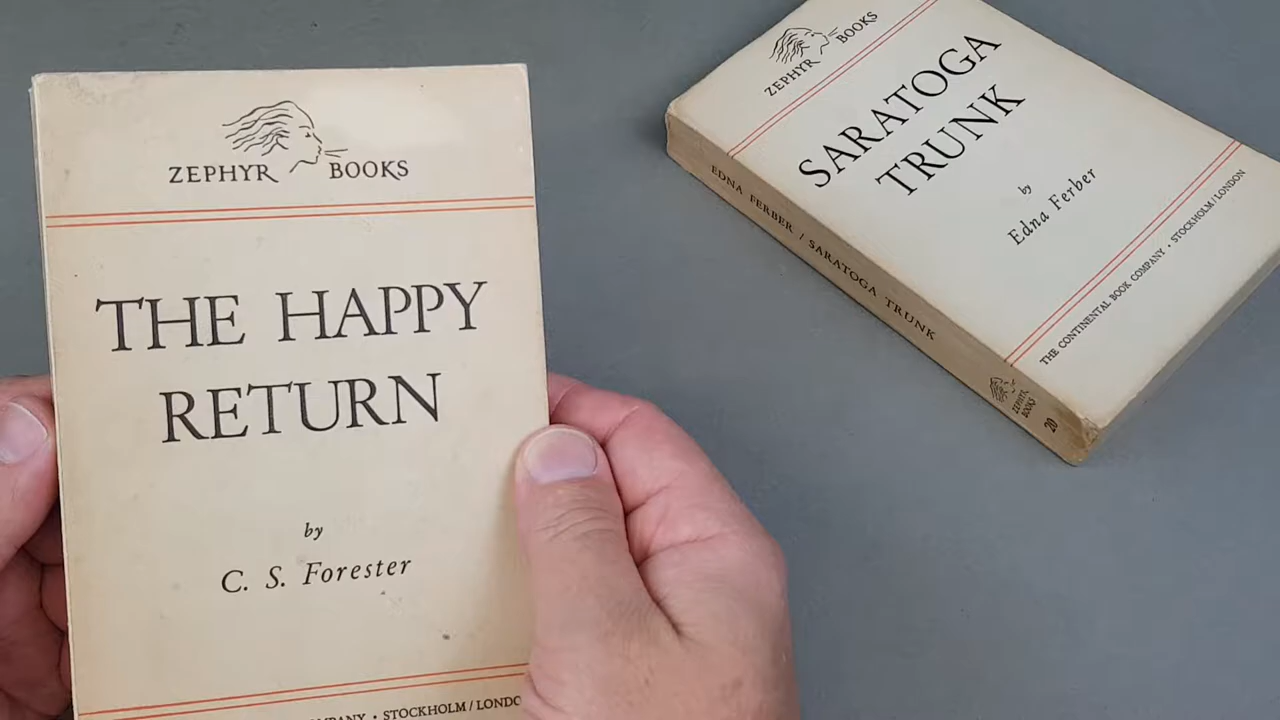 ZEPHYR BOOKS
THE HAPPY
RETURN
by
C. S. Forester
STOCKHOLM / 
ZEPHYR BOOKS
SARATOGA
TRUNK
by
Edna Ferber
THE CONTINENTAL BOOK COMPANY • STOCKHOLM / LONDON
EDNA FERBER / SARATOGA TRUNK
ZEPHYR
BOOKS
20